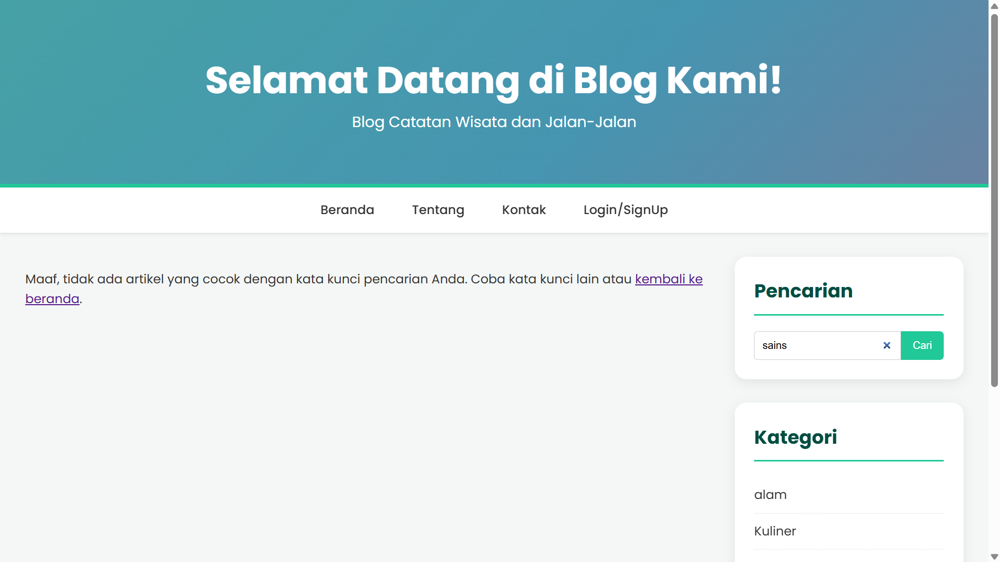 Selamat Datang di Blog Kami!
Blog Catatan Wisata dan Jalan-Jalan
Beranda
Tentang
Kontak
Login/SignUp
Maaf, tidak ada artikel yang cocok dengan kata kunci pencarian Anda. Coba kata kunci lain atau kembali ke
beranda.
Pencarian
sains
Cari
Kategori
alam
Kuliner